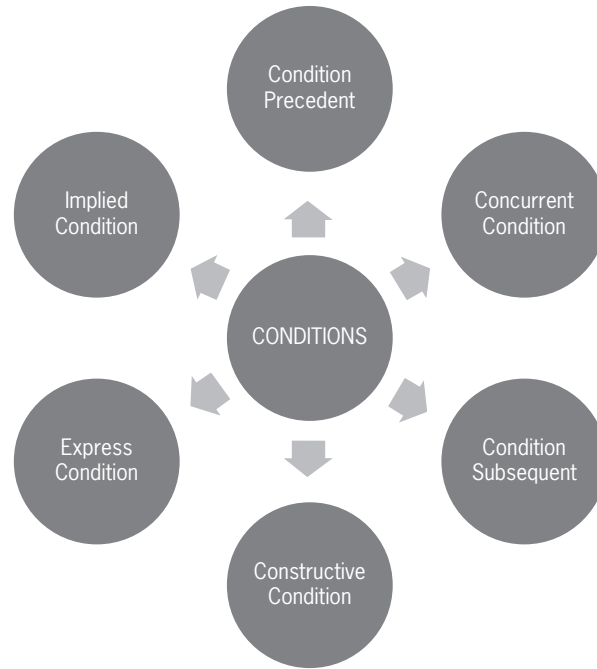 Condition
Precedent
Implied
Condition
Concurrent
Condition
CONDITIONS
Express
Condition
Condition
Subsequent
Constructive
Condition